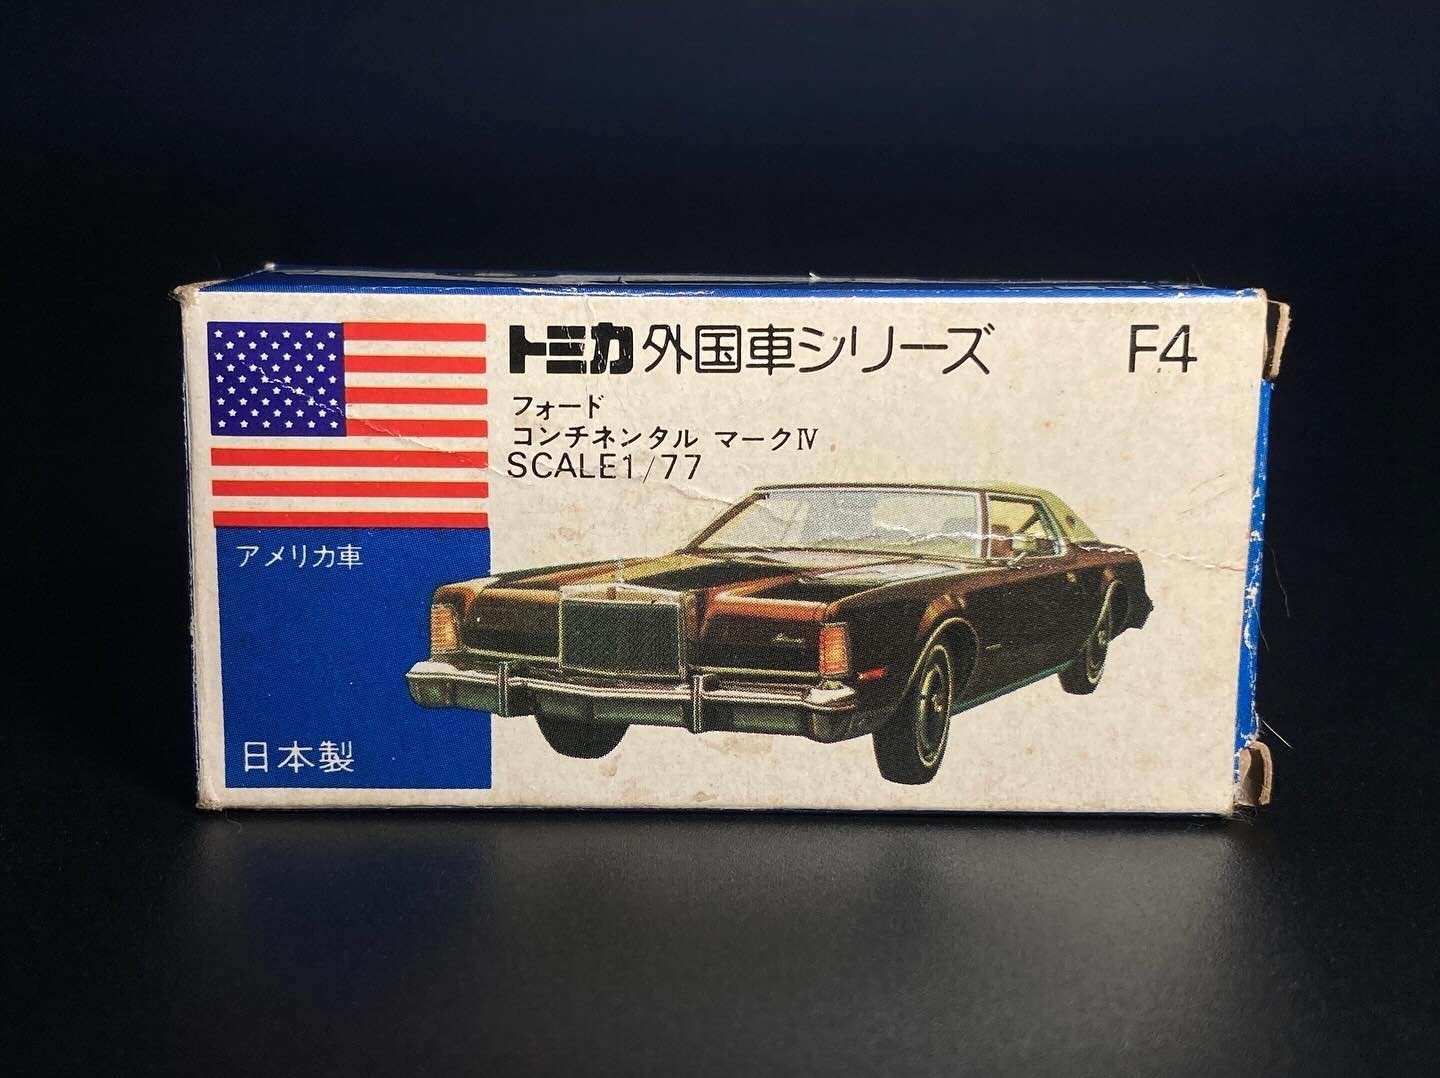 トミカ 外国車シリーズ F4
フォード
コンチネンタル マークⅣ
SCALE1/77
アメリカ車
日本製